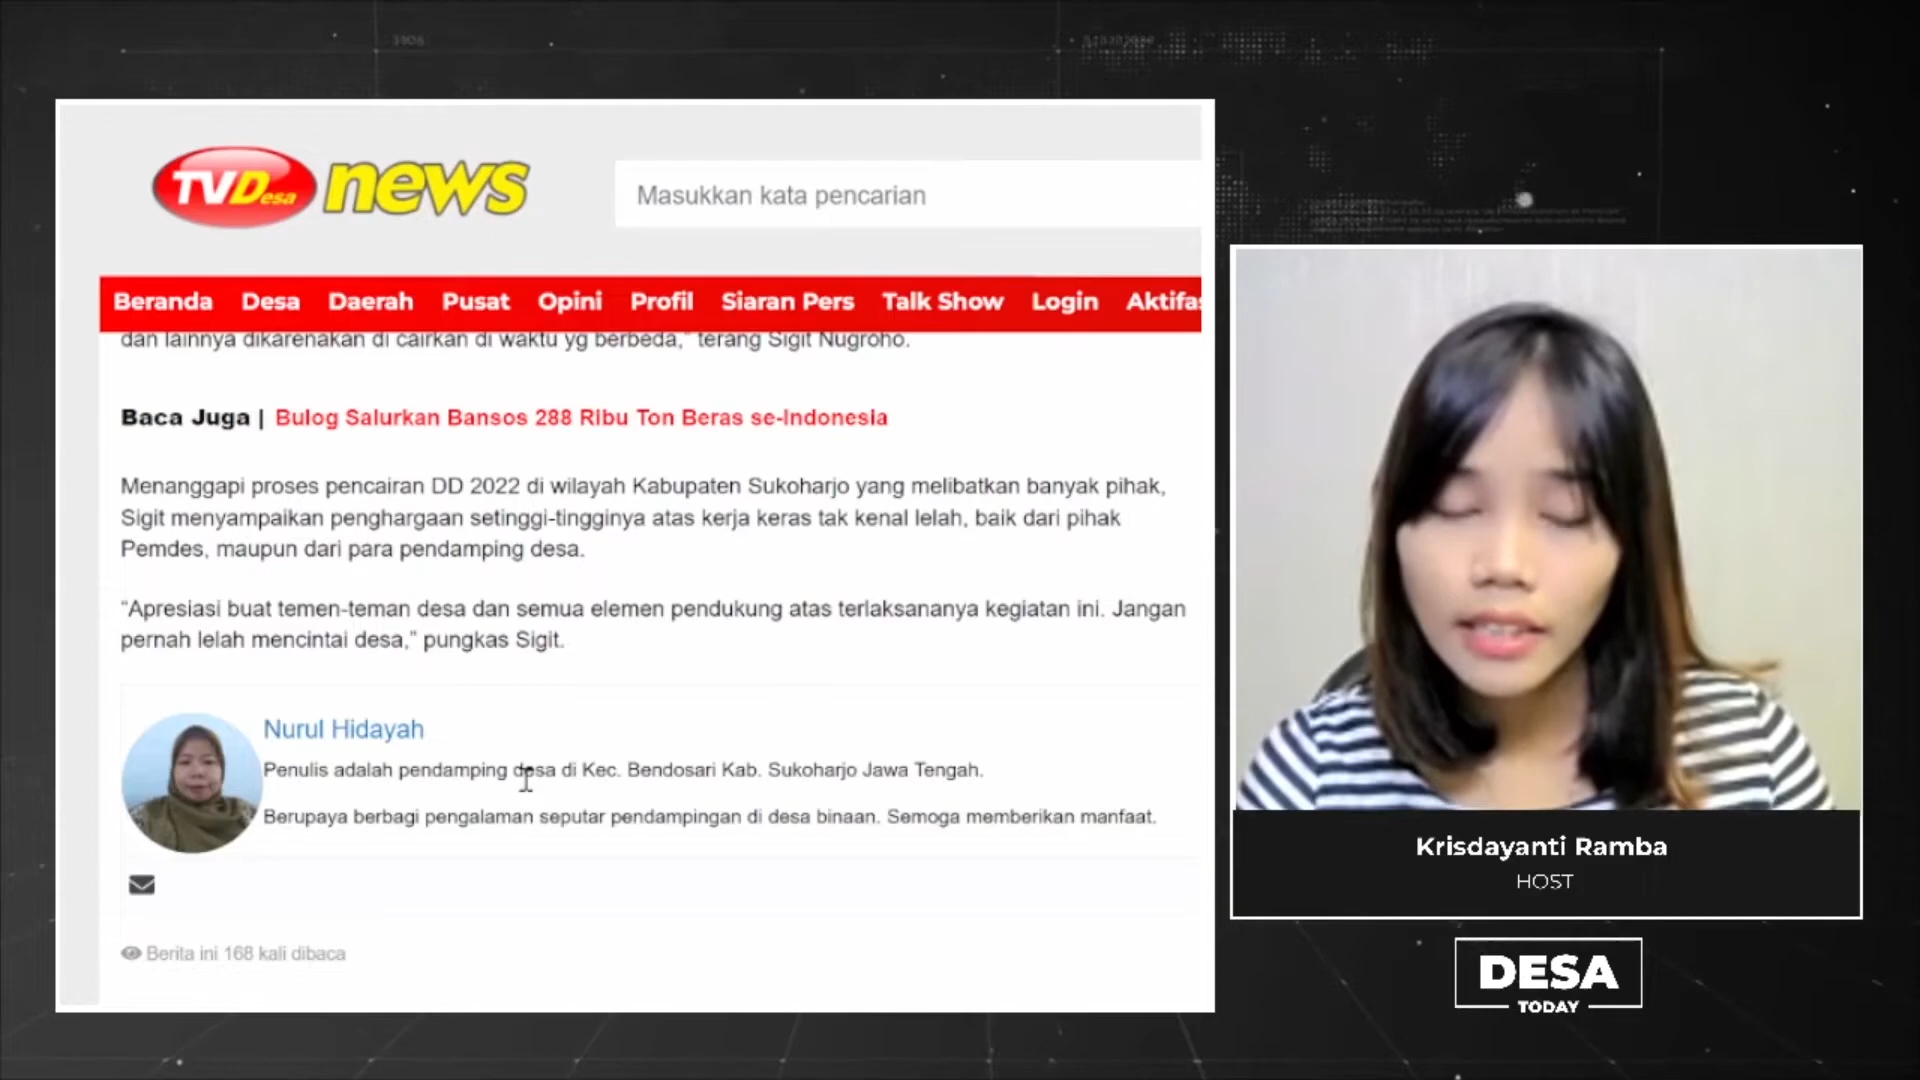 TVDesa news
Masukkan kata pencarian
Beranda Desa Daerah Pusat Opini Profil Siaran Pers Talk Show Login Aktifas
dan lainnya dikarenakan di cairkan di waktu yg berbeda,” terang Sigit Nugroho.
Baca Juga | Bulog Salurkan Bansos 288 RIbu Ton Beras se-Indonesia
Menanggapi proses pencairan DD 2022 di wilayah Kabupaten Sukoharjo yang melibatkan banyak pihak,
Sigit menyampaikan penghargaan setinggi-tingginya atas kerja keras tak kenal lelah, baik dari pihak
Pemdes, maupun dari para pendamping desa.
“Apresiasi buat temen-teman desa dan semua elemen pendukung atas terlaksananya kegiatan ini. Jangan
pernah lelah mencintai desa,” pungkas Sigit.
Nurul Hidayah
Penulis adalah pendamping desa di Kec. Bendosari Kab. Sukoharjo Jawa Tengah.
Berupaya berbagi pengalaman seputar pendampingan di desa binaan. Semoga memberikan manfaat.
Berita ini 168 kali dibaca
Krisdayanti Ramba
HOST
DESA
TODAY